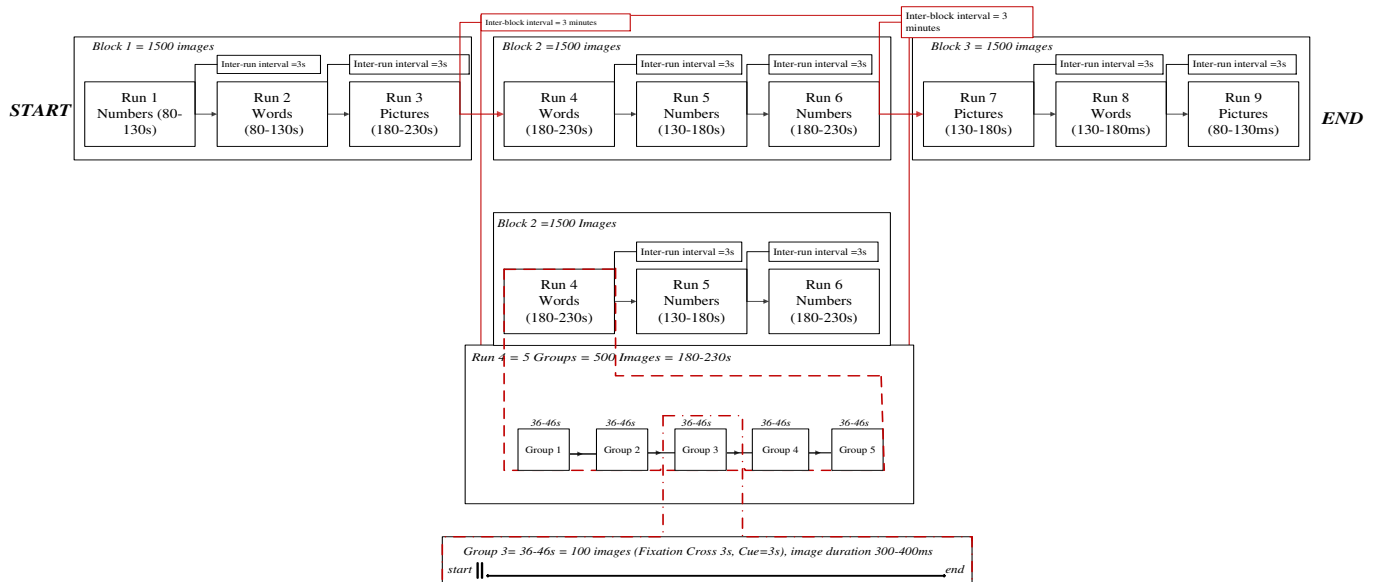 Inter-block interval = 3 minutes
Inter-block interval = 3
minutes
Block 1 = 1500 images
Inter-run interval =3s
Inter-run interval =3s
Block 2 =1500 images
Inter-run interval =3s
Inter-run interval =3s
Block 3 = 1500 images
Inter-run interval =3s
Inter-run interval =3s
START
Run 1
Numbers (80-
130s)
Run 2
Words
(80-130s)
Run 3
Pictures
(180-230s)
Run 4
Words
(180-230s)
Run 5
Numbers
(130-180s)
Run 6
Numbers
(180-230s)
Run 7
Pictures
(130-180s)
Run 8
Words
(130-180ms)
Run 9
Pictures
(80-130ms)
END
Block 2 =1500 Images
Inter-run interval =3s
Inter-run interval =3s
Run 4
Words
(180-230s)
Run 5
Numbers
(130-180s)
Run 6
Numbers
(180-230s)
Run 4 = 5 Groups = 500 Images = 180-230s
36-46s
36-46s
36-46s
36-46s
36-46s
Group 1
Group 2
Group 3
Group 4
Group 5
Group 3= 36-46s = 100 images (Fixation Cross 3s, Cue=3s), image duration 300-400ms
start
end